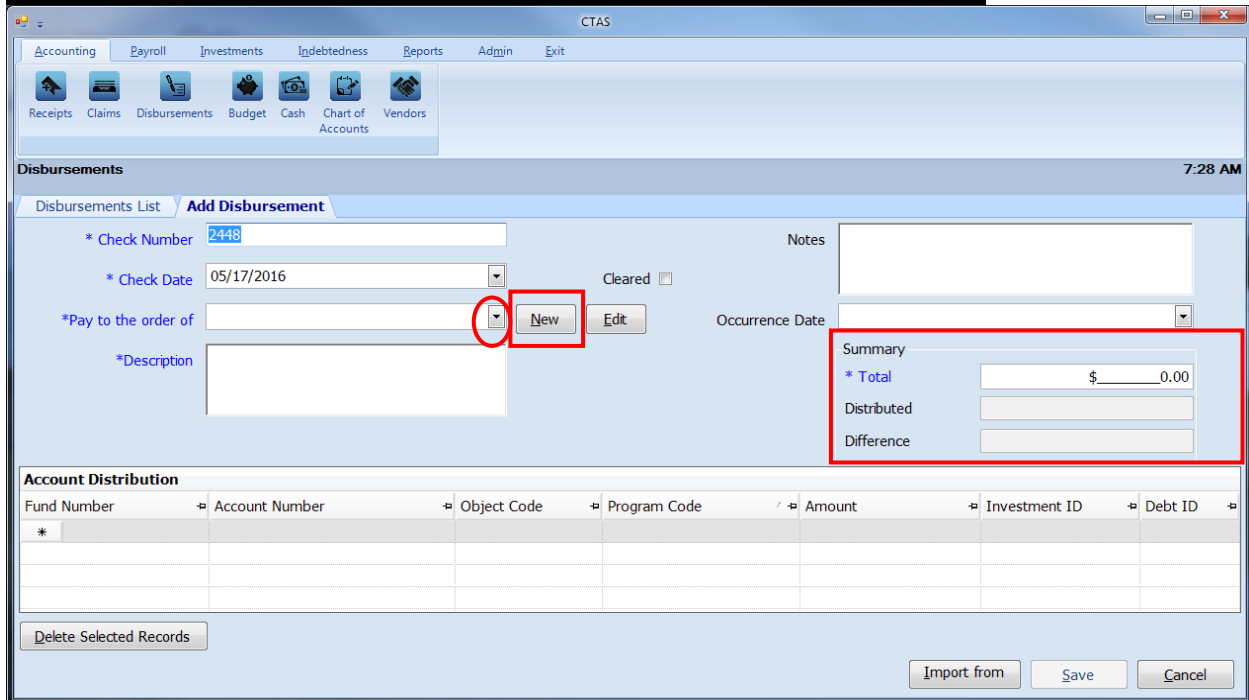 CTAS
Accounting Payroll Investments Indebtedness Reports Admin Exit
Receipts Claims Disbursements Budget Cash Chart of Accounts Vendors
Disbursements 7:28 AM
Disbursements List Add Disbursement
* Check Number 2448 Notes
* Check Date 05/17/2016 Cleared
*Pay to the order of New Edit Occurrence Date
*Description
Summary
* Total $_______0.00
Distributed
Difference
Account Distribution
Fund Number Account Number Object Code Program Code Amount Investment ID Debt ID
*
Delete Selected Records
Import from Save Cancel